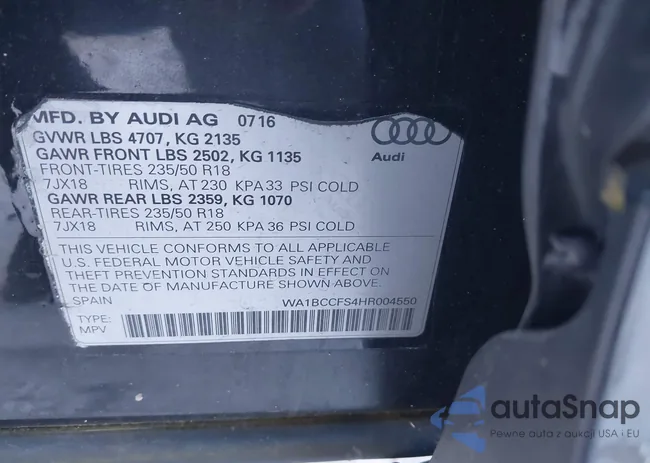 MFD. BY AUDI AG 0716
GVWR LBS 4707, KG 2135
GAWR FRONT LBS 2502, KG 1135
FRONT-TIRES 235/50 R18
7JX18 RIMS, AT 230 KPA 33 PSI COLD
GAWR REAR LBS 2359, KG 1070
REAR-TIRES 235/50 R18
7JX18 RIMS, AT 250 KPA 36 PSI COLD
Audi
THIS VEHICLE CONFORMS TO ALL APPLICABLE
U.S. FEDERAL MOTOR VEHICLE SAFETY AND
THEFT PREVENTION STANDARDS IN EFFECT ON
THE DATE OF MANUFACTURE SHOWN ABOVE.
SPAIN WA1BCCFS4HR004550
TYPE:
MPV
autaSnap
Pewne auta z aukcji USA i EU